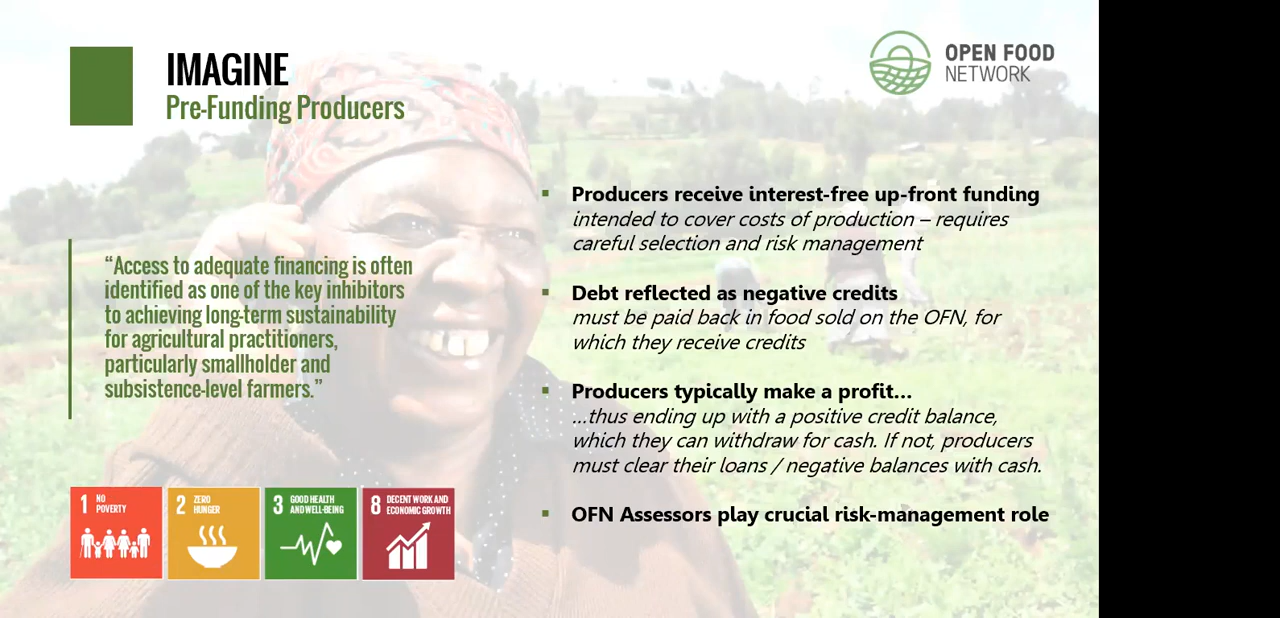 IMAGINE
Pre-Funding Producers
OPEN FOOD
NETWORK
“Access to adequate financing is often
identified as one of the key inhibitors
to achieving long-term sustainability
for agricultural practitioners,
particularly smallholder and
subsistence-level farmers.”
▪ Producers receive interest-free up-front funding
intended to cover costs of production – requires
careful selection and risk management
▪ Debt reflected as negative credits
must be paid back in food sold on the OFN, for
which they receive credits
▪ Producers typically make a profit…
…thus ending up with a positive credit balance,
which they can withdraw for cash. If not, producers
must clear their loans / negative balances with cash.
▪ OFN Assessors play crucial risk-management role
1 NO
POVERTY
2 ZERO
HUNGER
3 GOOD HEALTH
AND WELL-BEING
8 DECENT WORK AND
ECONOMIC GROWTH